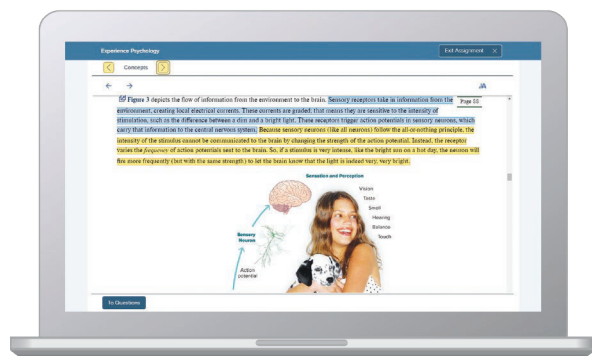 Experience Psychology
Exit Assignment X
Concepts
AA
Figure 3 depicts the flow of information from the environment to the brain. Sensory receptors take in information from the
environment, creating local electrical currents. These currents are graded; that means they are sensitive to the intensity of
stimulation, such as the difference between a dim and a bright light. These receptors trigger action potentials in sensory neurons, which
carry that information to the central nervous system. Because sensory neurons (like all neurons) follow the all-or-nothing principle, the
intensity of the stimulus cannot be communicated to the brain by changing the strength of the action potential. Instead, the receptor
varies the frequency of action potentials sent to the brain. So, if a stimulus is very intense, like the bright sun on a hot day, the neuron will
fire more frequently (but with the same strength) to let the brain know that the light is indeed very, very bright.
Page
Sensation and Perception
Vision
Taste
Smell
Hearing
Balance
Touch
Sensory
Neuron
Action
potential
To Questions